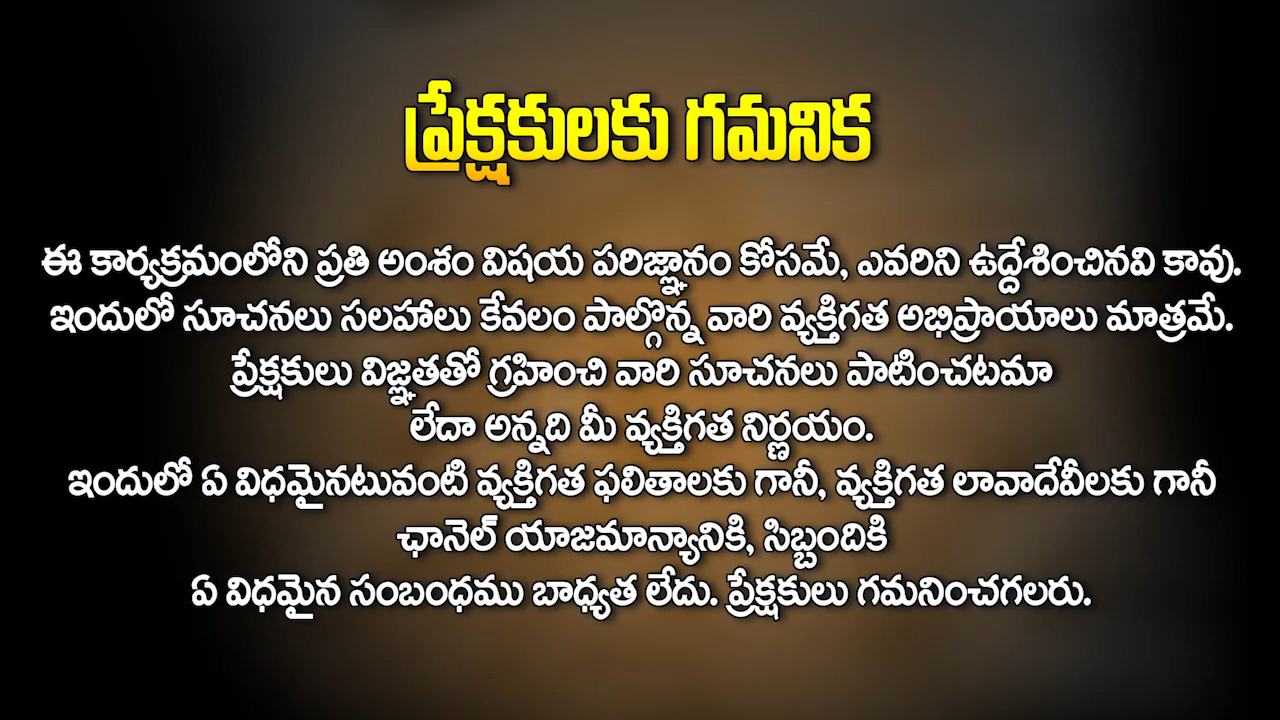 ప్రేక్షకులకు గమనిక
ఈ కార్యక్రమంలోని ప్రతి అంశం విషయ పరిజ్ఞానం కోసమే, ఎవరిని ఉద్దేశించినవి కావు.
ఇందులో సూచనలు సలహాలు కేవలం పాల్గొన్న వారి వ్యక్తిగత అభిప్రాయాలు మాత్రమే.
ప్రేక్షకులు విజ్ఞతతో గ్రహించి వారి సూచనలు పాటించటమా
లేదా అన్నది మీ వ్యక్తిగత నిర్ణయం.
ఇందులో ఏ విధమైనటువంటి వ్యక్తిగత ఫలితాలకు గానీ, వ్యక్తిగత లావాదేవీలకు గానీ
ఛానెల్ యాజమాన్యానికి, సిబ్బందికి
ఏ విధమైన సంబంధము బాధ్యత లేదు. ప్రేక్షకులు గమనించగలరు.